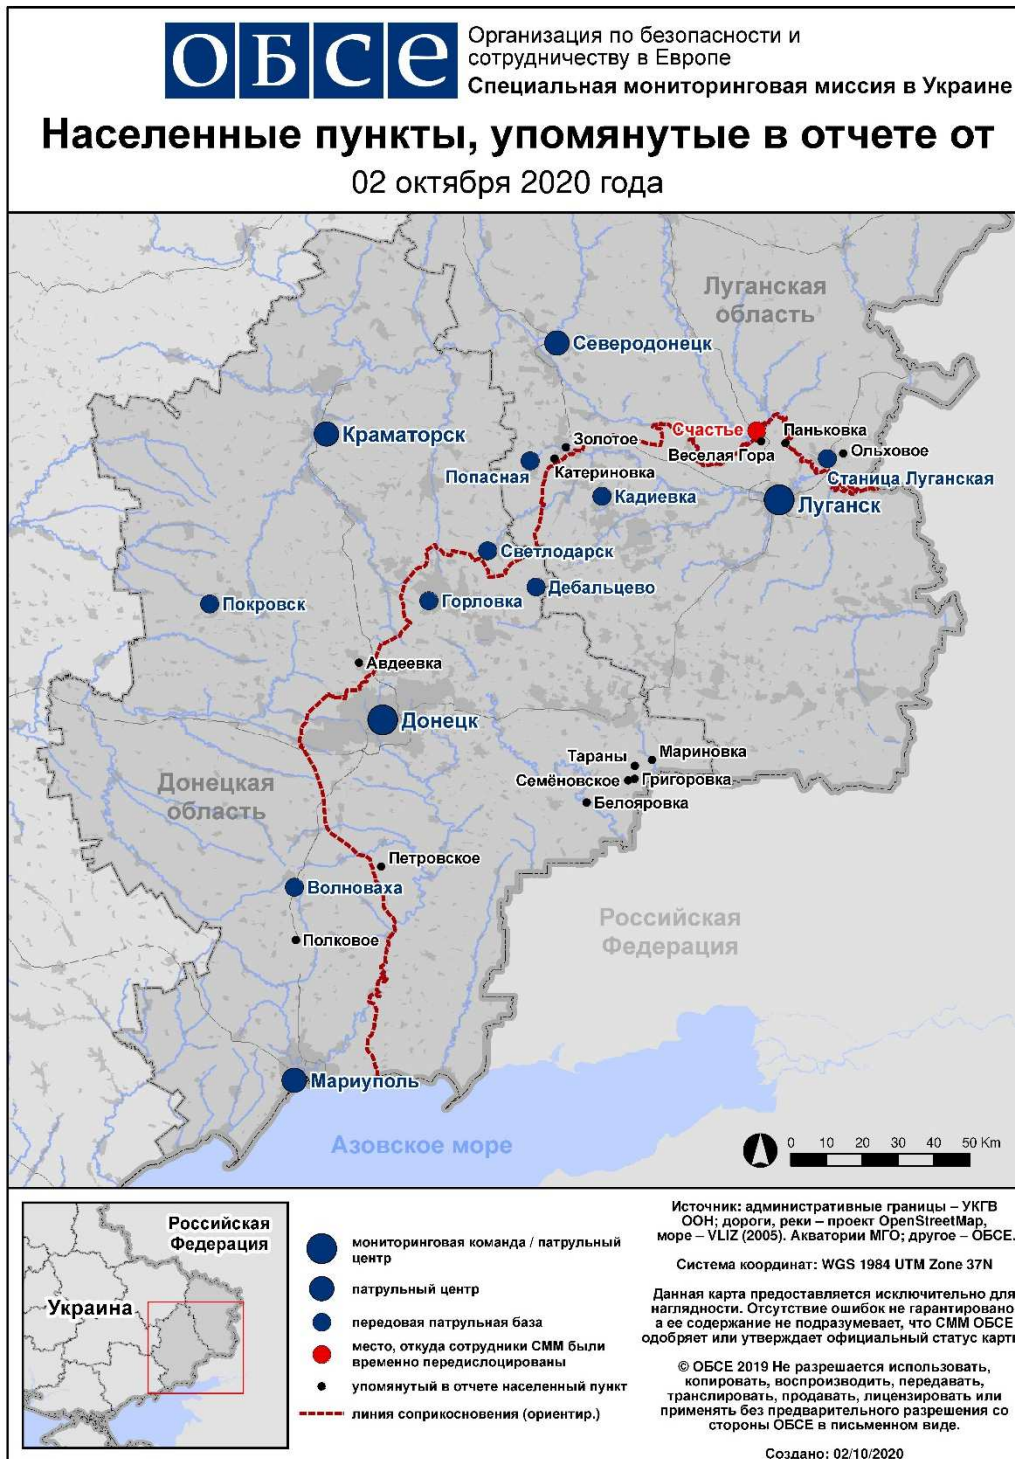 ОБСЕ
Организация по безопасности и
сотрудничеству в Европе
Специальная мониторинговая миссия в Украине
Населенные пункты, упомянутые в отчете от
02 октября 2020 года
Луганская
область
Северодонецк
Краматорск
Счастье
Паньковка
Золотое
Веселая Гора
Ольховое
Попасная
Катериновка
Станица Луганская
Кадиевка
Луганск
Светлодарск
Дебальцево
Покровск
Горловка
Авдеевка
Донецк
Мариновка
Тараны
Семёновское
Григоровка
Донецкая
область
Белояровка
Петровское
Волноваха
Российская
Федерация
Полковое
Мариуполь
Азовское море
0 10 20 30 40 50 Km
Российская
Федерация
Украина
мониторинговая команда / патрульный
центр
патрульный центр
передовая патрульная база
место, откуда сотрудники СММ были
временно передислоцированы
упомянутый в отчете населенный пункт
линия соприкосновения (ориентир.)
Источник: административные границы – УКГВ
ООН; дороги, реки – проект OpenStreetMap,
море – VLIZ (2005). Акватории МГО; другое – ОБСЕ.
Система координат: WGS 1984 UTM Zone 37N
Данная карта предоставляется исключительно для
наглядности. Отсутствие ошибок не гарантировано
а ее содержание не подразумевает, что СММ ОБСЕ
одобряет или утверждает официальный статус карт
© ОБСЕ 2019 Не разрешается использовать,
копировать, воспроизводить, передавать,
транслировать, продавать, лицензировать или
применять без предварительного разрешения со
стороны ОБСЕ в письменном виде.
Создано: 02/10/2020